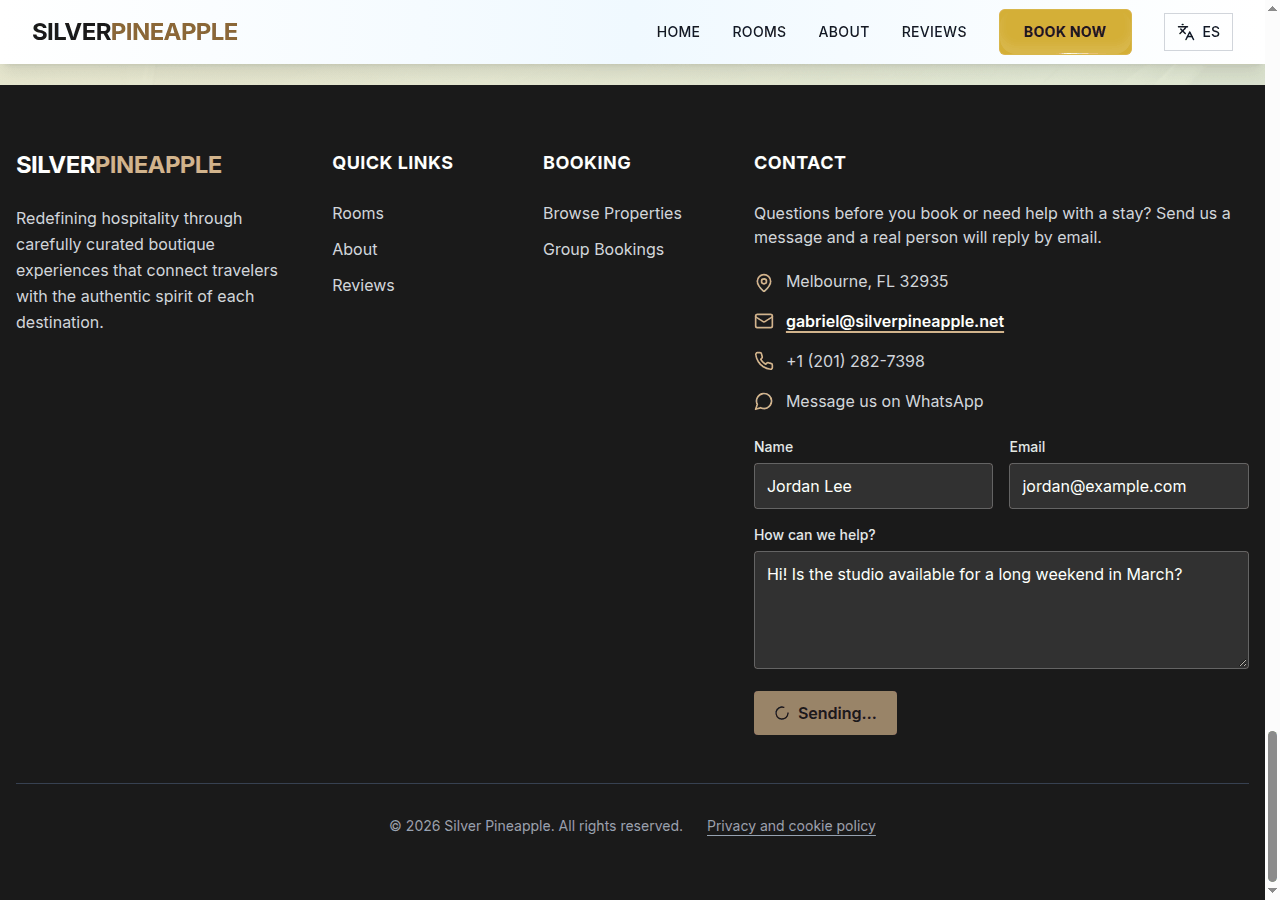 SILVERPINEAPPLE
HOME
ROOMS
ABOUT
REVIEWS
BOOK NOW
ES
SILVERPINEAPPLE
Redefining hospitality through
carefully curated boutique
experiences that connect travelers
with the authentic spirit of each
destination.
QUICK LINKS
Rooms
About
Reviews
BOOKING
Browse Properties
Group Bookings
CONTACT
Questions before you book or need help with a stay? Send us a
message and a real person will reply by email.
Melbourne, FL 32935
gabriel@silverpineapple.net
+1 (201) 282-7398
Message us on WhatsApp
Name
Jordan Lee
Email
jordan@example.com
How can we help?
Hi! Is the studio available for a long weekend in March?
Sending...
© 2026 Silver Pineapple. All rights reserved.
Privacy and cookie policy